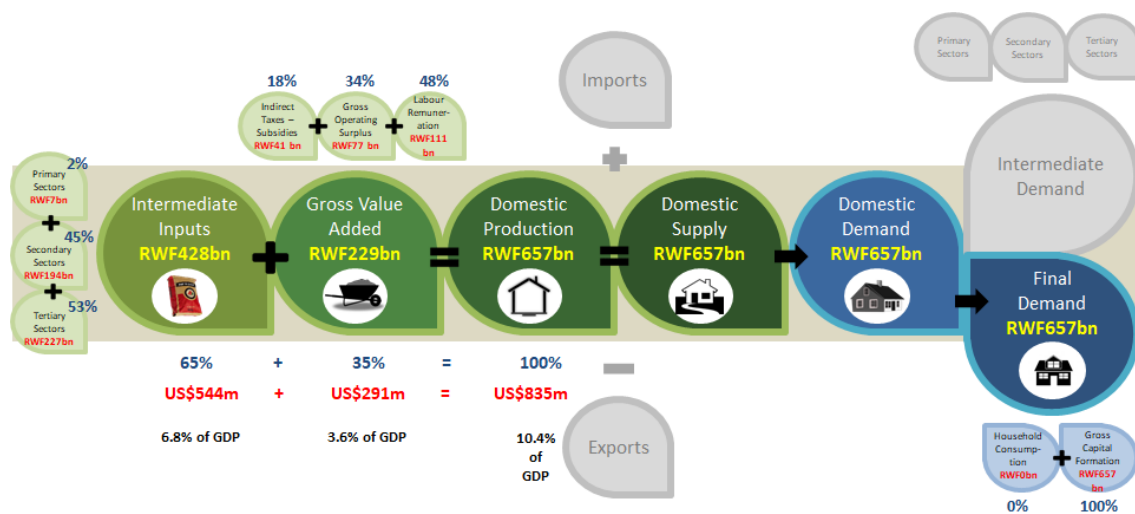 Primary
Sectors
Secondary
Sectors
Tertiary
Sectors
Imports
18%
34%
48%
Indirect
Taxes –
Subsidies
RWF41 bn
+
Gross
Operating
Surplus
RWF77 bn
+
Labour
Remuner-
ation
RWF111
bn
2%
Primary
Sectors
RWF7bn
+
45%
Secondary
Sectors
RWF194bn
+
53%
Tertiary
Sectors
RWF227bn
Intermediate
Inputs
RWF428bn
+
Gross Value
Added
RWF229bn
=
Domestic
Production
RWF657bn
=
Domestic
Supply
RWF657bn
Domestic
Demand
RWF657bn
Intermediate
Demand
Final
Demand
RWF657bn
65% + 35% = 100%
US$544m + US$291m = US$835m
6.8% of GDP
3.6% of GDP
10.4%
of
GDP
Exports
Household
Consump-
tion
RWF0bn
+
Gross
Capital
Formation
RWF657
bn
0%
100%